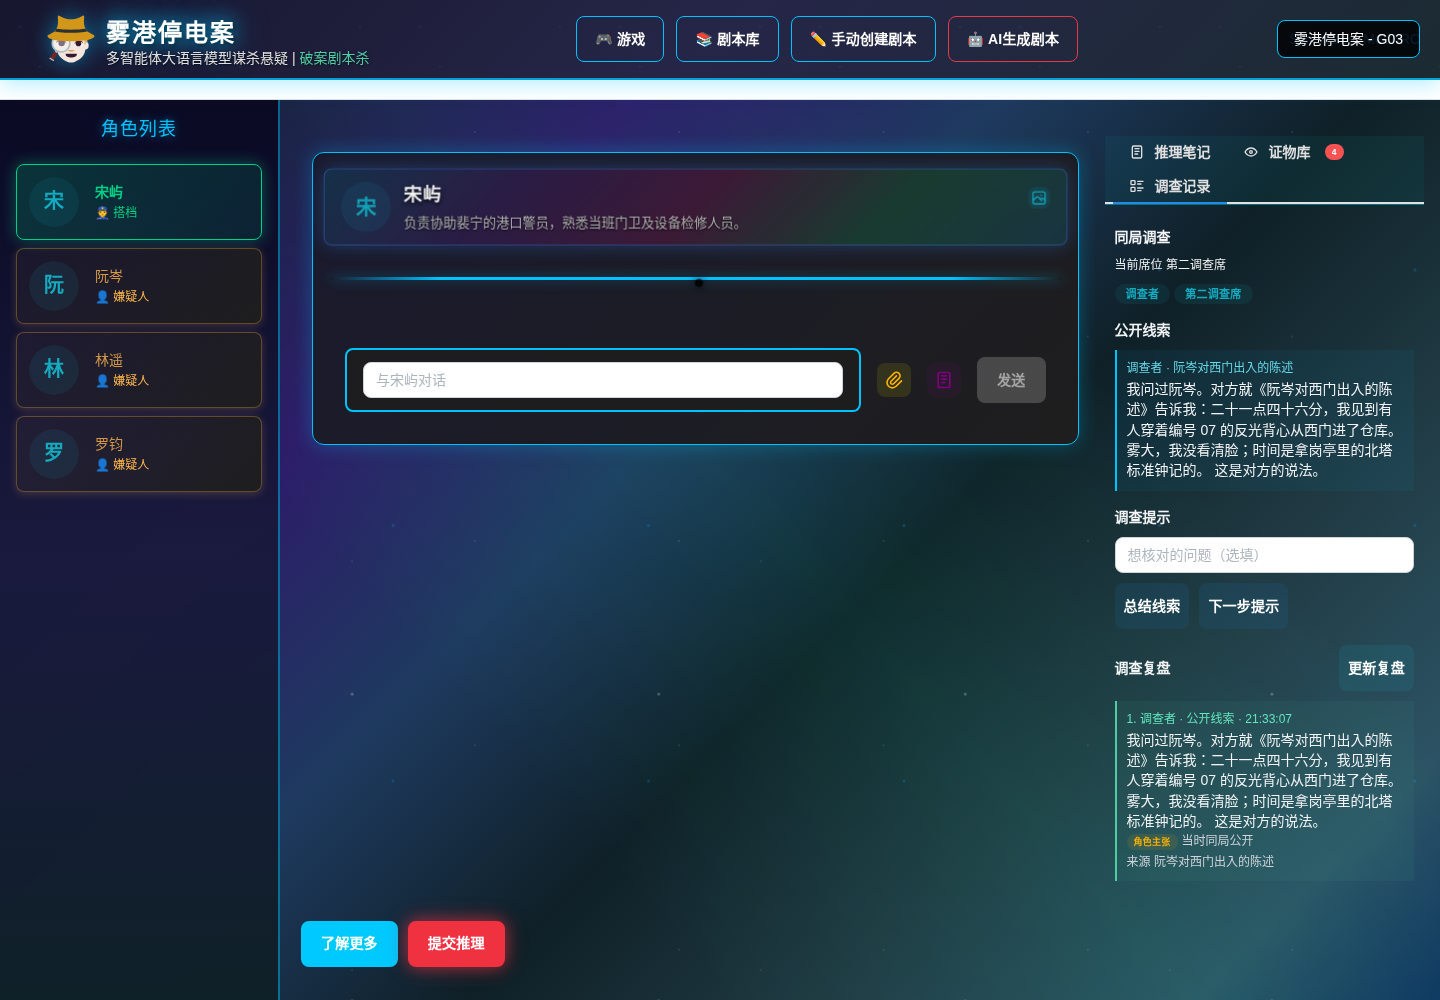 雾港停电案
多智能体大语言模型谋杀悬疑 | 破案剧本杀
🎮 游戏
📚 剧本库
✏️ 手动创建剧本
🤖 AI生成剧本
雾港停电案 - G03
角色列表
宋
宋屿
👮 搭档
阮
阮岑
👤 嫌疑人
林
林遥
👤 嫌疑人
罗
罗钧
👤 嫌疑人
宋
宋屿
负责协助裴宁的港口警员，熟悉当班门卫及设备检修人员。
与宋屿对话
发送
了解更多
提交推理
推理笔记
证物库
4
调查记录
同局调查
当前席位 第二调查席
调查者
第二调查席
公开线索
调查者 · 阮岑对西门出入的陈述
我问过阮岑。对方就《阮岑对西门出入的陈
述》告诉我：二十一点四十六分，我见到有
人穿着编号 07 的反光背心从西门进了仓库。
雾大，我没看清脸；时间是拿岗亭里的北塔
标准钟记的。 这是对方的说法。
调查提示
想核对的问题（选填）
总结线索
下一步提示
调查复盘
更新复盘
1. 调查者 · 公开线索 · 21:33:07
我问过阮岑。对方就《阮岑对西门出入的陈
述》告诉我：二十一点四十六分，我见到有
人穿着编号 07 的反光背心从西门进了仓库。
雾大，我没看清脸；时间是拿岗亭里的北塔
标准钟记的。 这是对方的说法。
角色主张 当时同局公开
来源 阮岑对西门出入的陈述